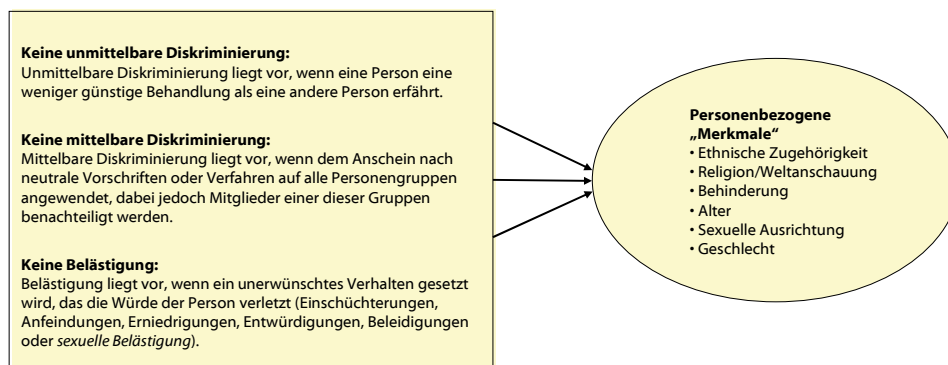 Keine unmittelbare Diskriminierung:
Unmittelbare Diskriminierung liegt vor, wenn eine Person eine
weniger günstige Behandlung als eine andere Person erfährt.
Keine mittelbare Diskriminierung:
Mittelbare Diskriminierung liegt vor, wenn dem Anschein nach
neutrale Vorschriften oder Verfahren auf alle Personengruppen
angewendet, dabei jedoch Mitglieder einer dieser Gruppen
benachteiligt werden.
Keine Belästigung:
Belästigung liegt vor, wenn ein unerwünschtes Verhalten gesetzt
wird, das die Würde der Person verletzt (Einschüchterungen,
Anfeindungen, Erniedrigungen, Entwürdigungen, Beleidigungen
oder sexuelle Belästigung).
Personenbezogene
„Merkmale“
• Ethnische Zugehörigkeit
• Religion/Weltanschauung
• Behinderung
• Alter
• Sexuelle Ausrichtung
• Geschlecht